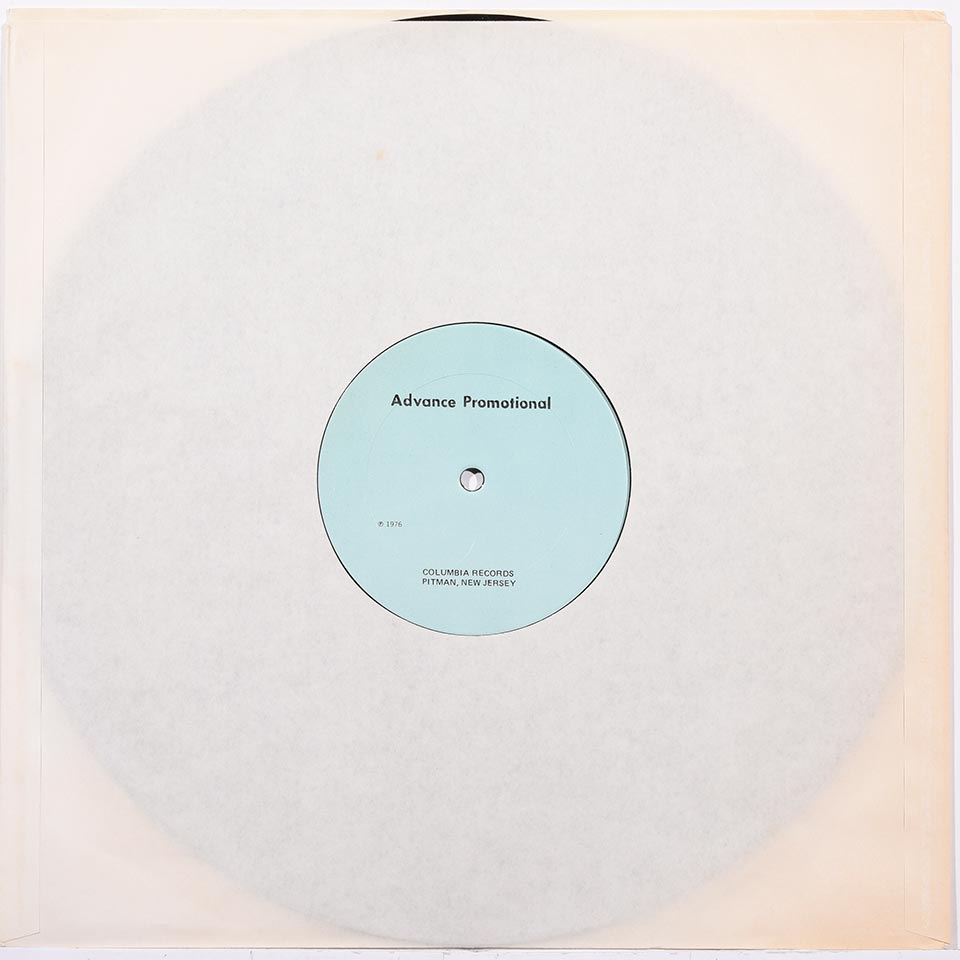 Advance Promotional
℗ 1976
COLUMBIA RECORDS
PITMAN, NEW JERSEY